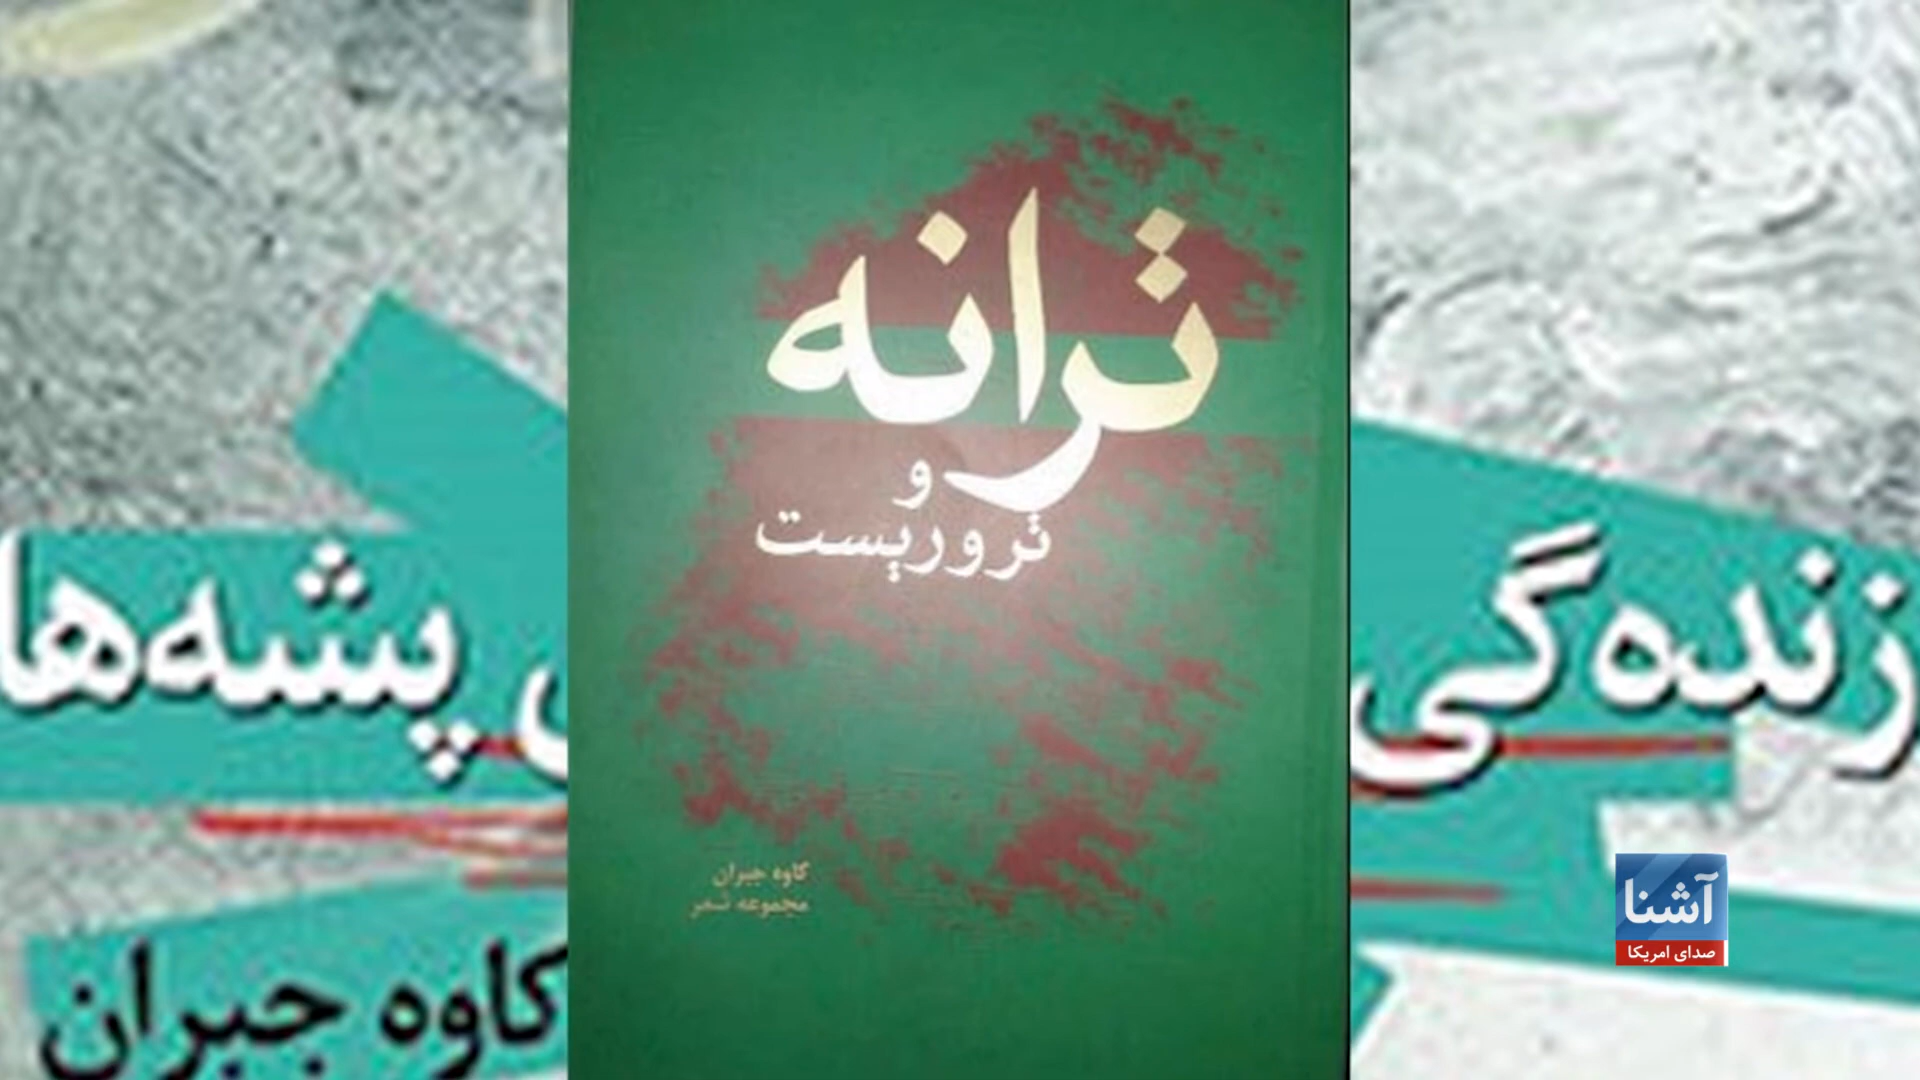 ترانه
و
تروریست
کاوه جبران
مجموعه شعر
زنده‌گی
پشه‌ها
کاوه جبران
آشنا
صدای امریکا